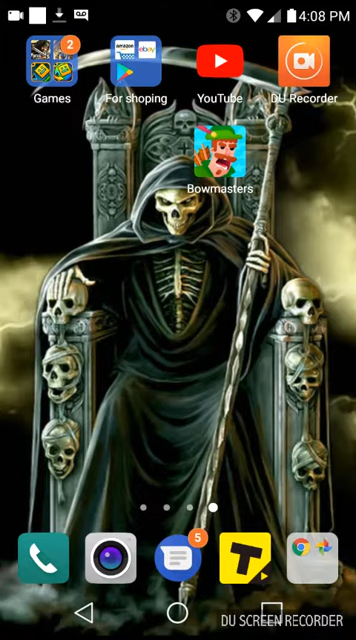 4:08 PM
2
amazon
ebay
Games
For shoping
YouTube
DU Recorder
Bowmasters
5
T
DU SCREEN RECORDER